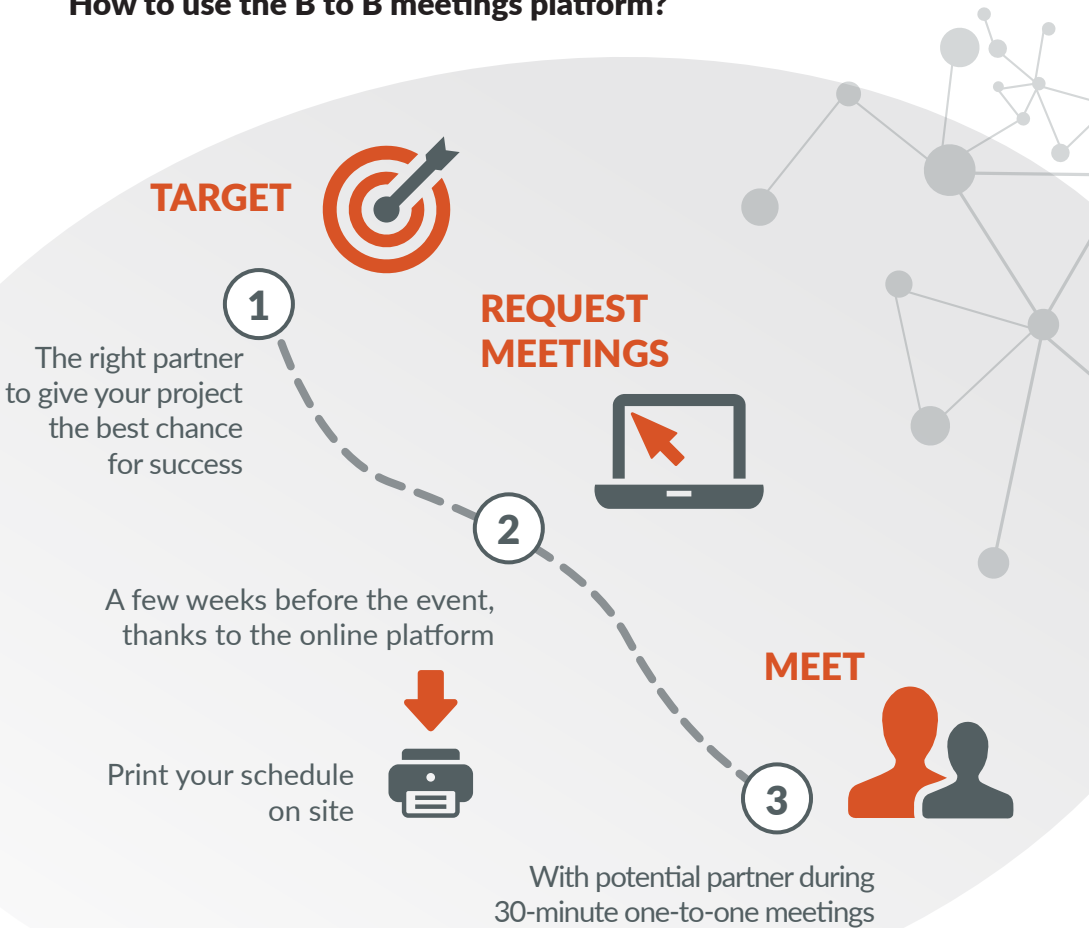 How to use the B to B meetings platform?
TARGET
1
The right partner
to give your project
the best chance
for success
REQUEST
MEETINGS
2
A few weeks before the event,
thanks to the online platform
Print your schedule
on site
MEET
3
With potential partner during
30-minute one-to-one meetings